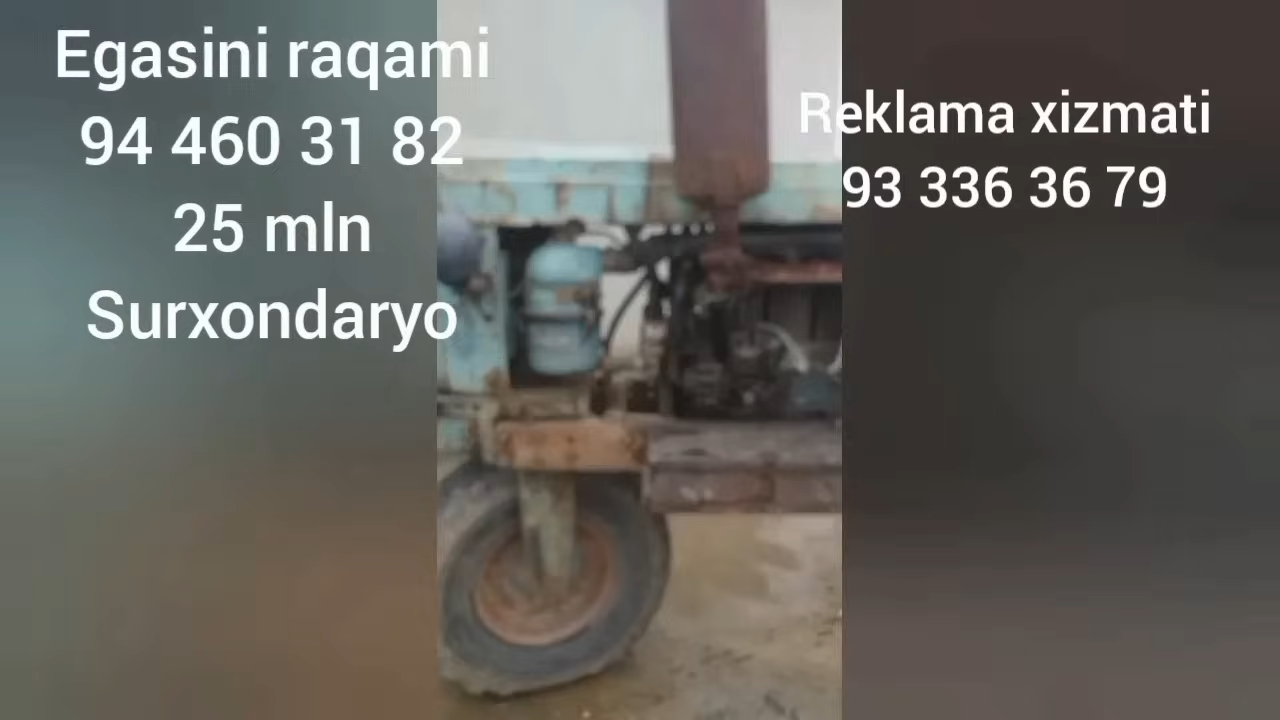 Egasini raqami
94 460 31 82
25 mln
Surxondaryo
Reklama xizmati
93 336 36 79